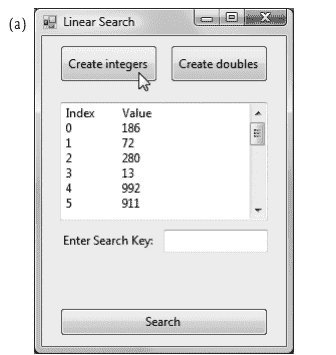 (a)
Linear Search
Create integers Create doubles
Index Value
0 186
1 72
2 280
3 13
4 992
5 911
Enter Search Key:
Search